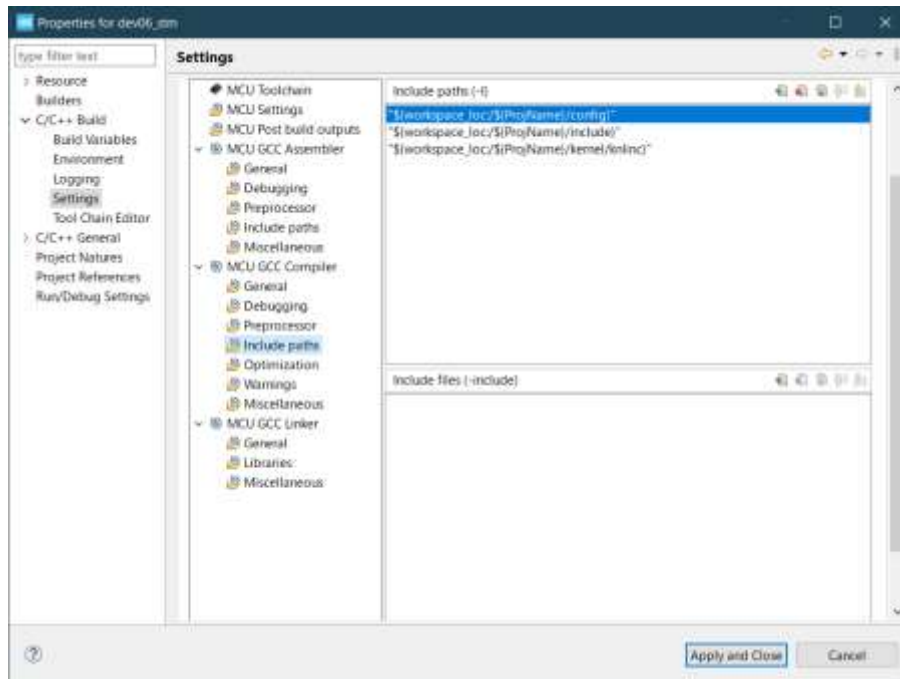 Properties for dev06_stm
type filter text
Settings
Resource
Builders
C/C++ Build
Build Variables
Environment
Logging
Settings
Tool Chain Editor
C/C++ General
Project Natures
Project References
Run/Debug Settings
MCU Toolchain
MCU Settings
MCU Post build outputs
MCU GCC Assembler
General
Debugging
Preprocessor
Include paths
Miscellaneous
MCU GCC Compiler
General
Debugging
Preprocessor
Include paths
Optimization
Warnings
Miscellaneous
MCU GCC Linker
General
Libraries
Miscellaneous
Include paths (-I)
"${workspace_loc:/${ProjName}/config}"
"${workspace_loc:/${ProjName}/include}"
"${workspace_loc:/${ProjName}/kernel/knlinc}"
Include files (-include)
Apply and Close
Cancel